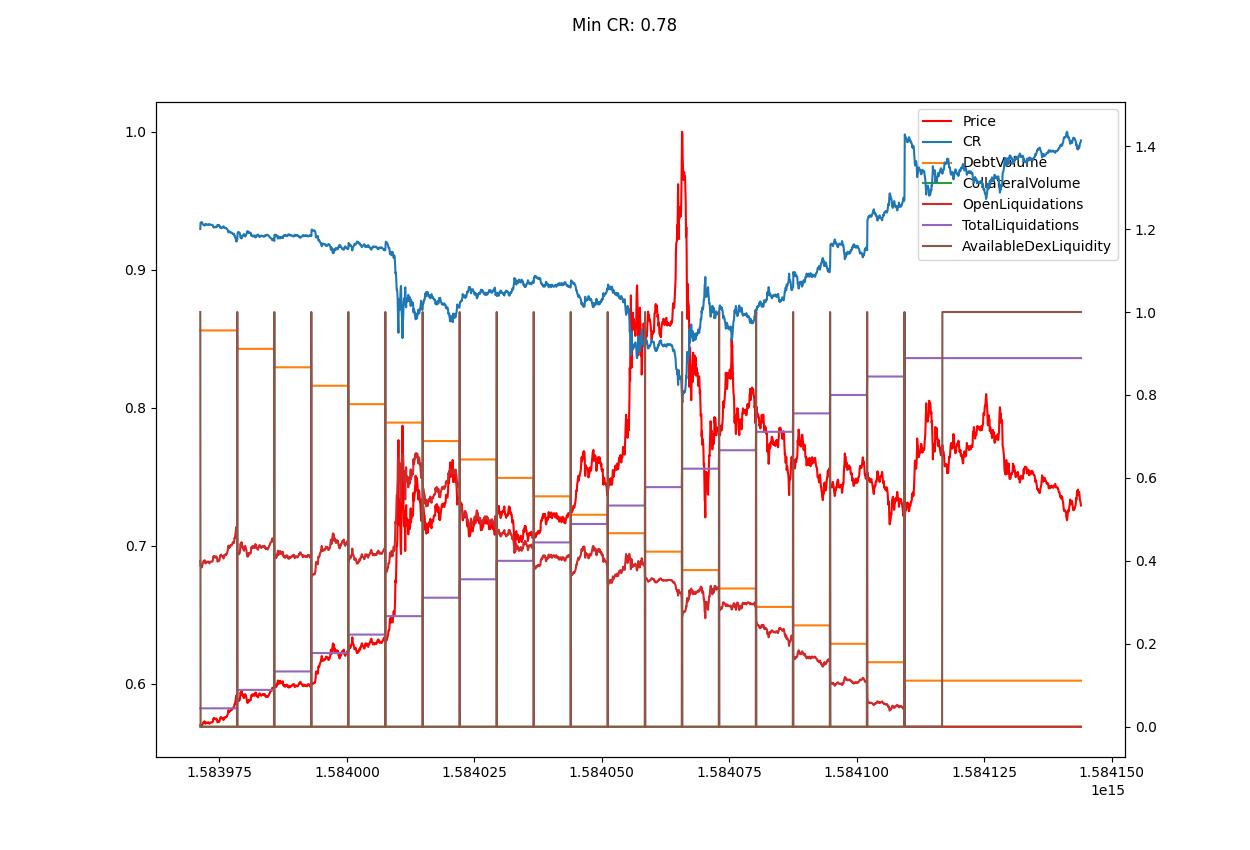 Min CR: 0.78
1.0
0.9
0.8
0.7
0.6
Price
CR
DebtVolume
CollateralVolume
OpenLiquidations
TotalLiquidations
AvailableDexLiquidity
1.4
1.2
1.0
0.8
0.6
0.4
0.2
0.0
1.583975 1.584000 1.584025 1.584050 1.584075 1.584100 1.584125 1.584150
1e15